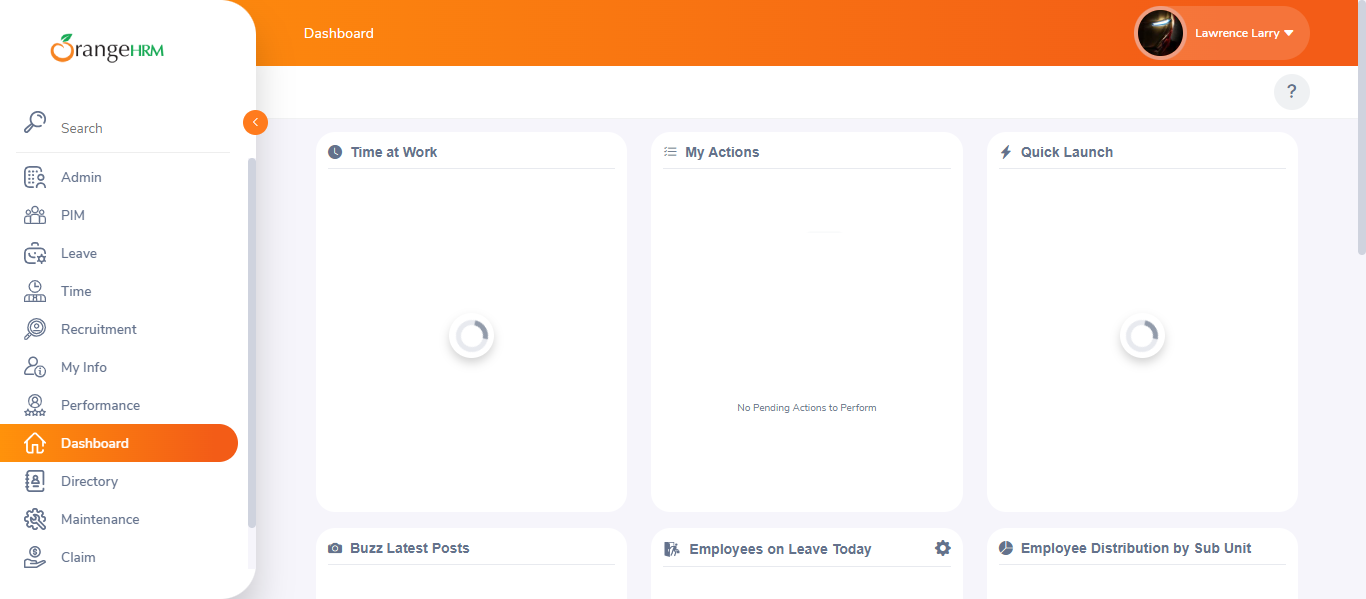 OrangeHRM
Dashboard
Lawrence Larry
?
Search
Admin
PIM
Leave
Time
Recruitment
My Info
Performance
Dashboard
Directory
Maintenance
Claim
Time at Work
My Actions
No Pending Actions to Perform
Quick Launch
Buzz Latest Posts
Employees on Leave Today
Employee Distribution by Sub Unit